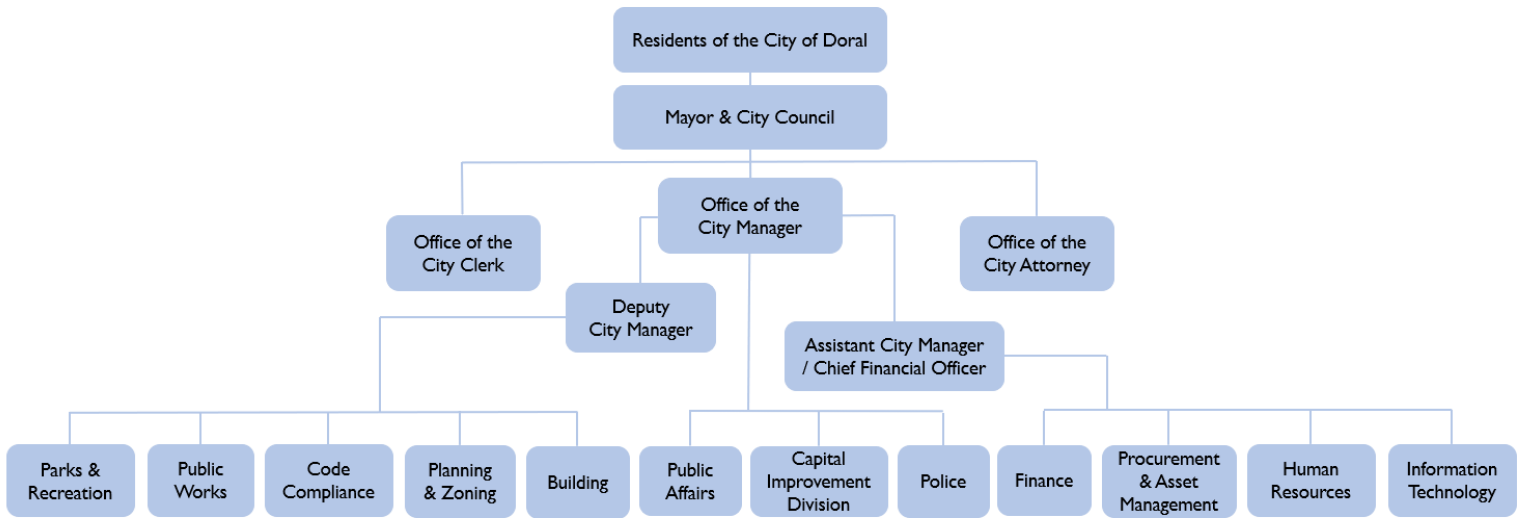 Residents of the City of Doral
Mayor & City Council
Office of the
City Clerk
Office of the
City Manager
Office of the
City Attorney
Deputy
City Manager
Assistant City Manager
/ Chief Financial Officer
Parks &
Recreation
Public
Works
Code
Compliance
Planning
& Zoning
Building
Public
Affairs
Capital
Improvement
Division
Police
Finance
Procurement
& Asset
Management
Human
Resources
Information
Technology